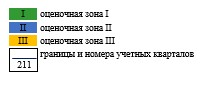 I оценочная зона I
II оценочная зона II
III оценочная зона III
границы и номера учетных кварталов
211